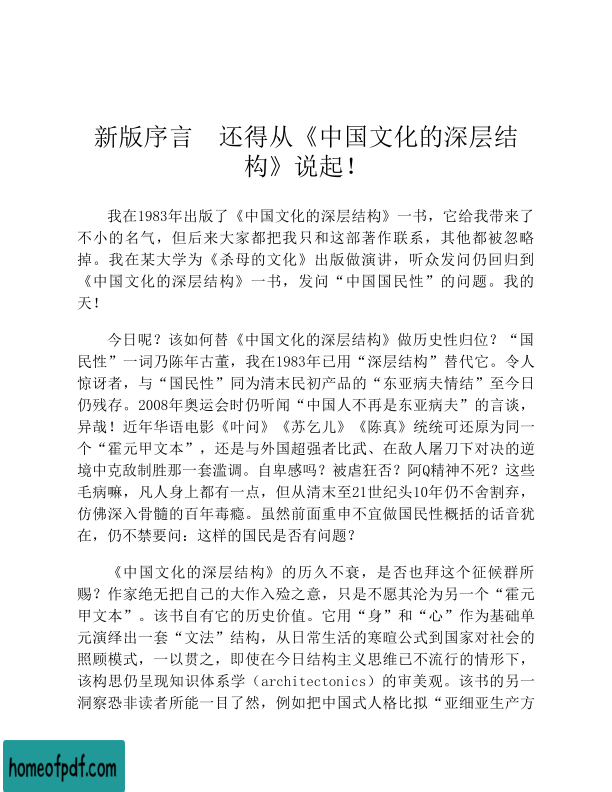 新版序言　还得从《中国文化的深层结
构》说起！
我在1983年出版了《中国文化的深层结构》一书，它给我带来了
不小的名气，但后来大家都把我只和这部著作联系，其他都被忽略
掉。我在某大学为《杀母的文化》出版做演讲，听众发问仍回归到
《中国文化的深层结构》一书，发问“中国国民性”的问题。我的
天！
今日呢？该如何替《中国文化的深层结构》做历史性归位？“国
民性”一词乃陈年古董，我在1983年已用“深层结构”替代它。令人
惊讶者，与“国民性”同为清末民初产品的“东亚病夫情结”至今日
仍残存。2008年奥运会时仍听闻“中国人不再是东亚病夫”的言谈，
异哉！近年华语电影《叶问》《苏乞儿》《陈真》统统可还原为同一
个“霍元甲文本”，还是与外国超强者比武、在敌人屠刀下对决的逆
境中克敌制胜那一套滥调。自卑感吗？被虐狂否？阿Q精神不死？这些
毛病嘛，凡人身上都有一点，但从清末至21世纪头10年仍不舍割弃，
仿佛深入骨髓的百年毒瘾。虽然前面重申不宜做国民性概括的话音犹
在，仍不禁要问：这样的国民是否有问题？
《中国文化的深层结构》的历久不衰，是否也拜这个征候群所
赐？作家绝无把自己的大作入殓之意，只是不愿其沦为另一个“霍元
甲文本”。该书自有它的历史价值。它用“身”和“心”作为基础单
元演绎出一套“文法”结构，从日常生活的寒暄公式到国家对社会的
照顾模式，一以贯之，即使在今日结构主义思维已不流行的情形下，
该构思仍呈现知识体系学（architectonics）的审美观。该书的另一
洞察恐非读者所能一目了然，例如把中国式人格比拟“亚细亚生产方
homeofpdf.com